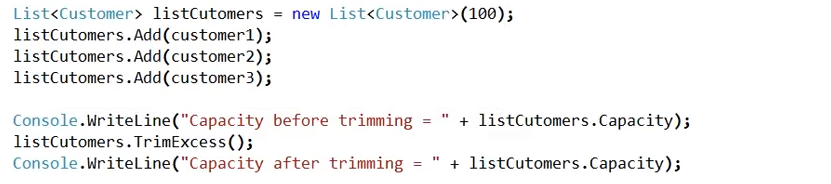 List<Customer> listCutomers = new List<Customer>(100);
listCutomers.Add(customer1);
listCutomers.Add(customer2);
listCutomers.Add(customer3);
Console.WriteLine("Capacity before trimming = " + listCutomers.Capacity);
listCutomers.TrimExcess();
Console.WriteLine("Capacity after trimming = " + listCutomers.Capacity);